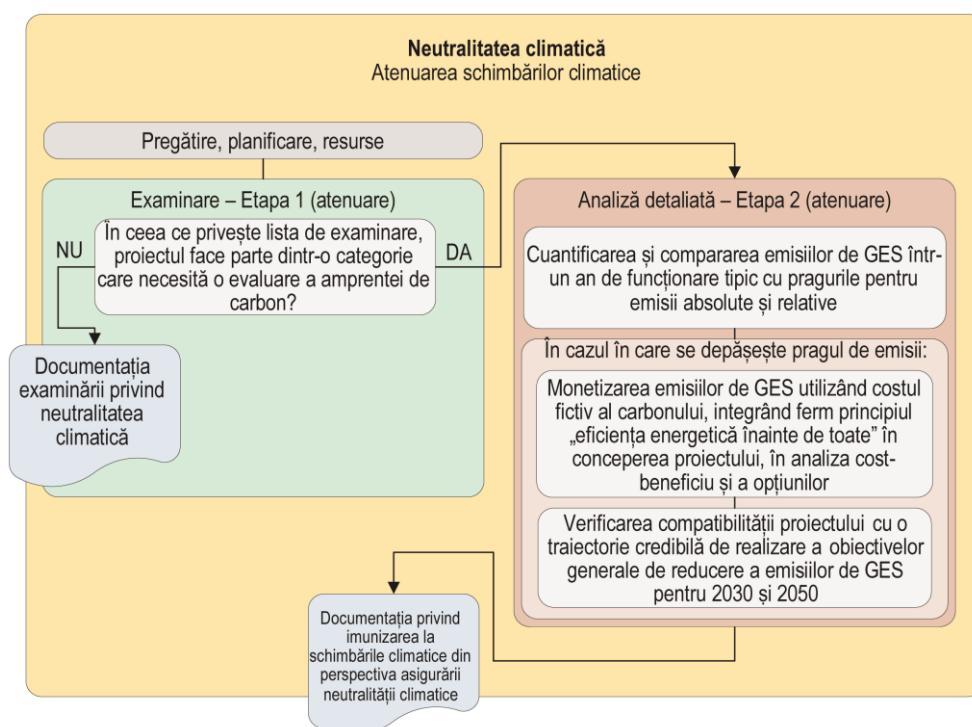 Neutralitatea climatică
Atenuarea schimbărilor climatice
Pregătire, planificare, resurse
Examinare – Etapa 1 (atenuare)
În ceea ce privește lista de examinare,
proiectul face parte dintr-o categorie
care necesită o evaluare a amprentei de
carbon?
NU
DA
Documentația
examinării privind
neutralitatea
climatică
Analiză detaliată – Etapa 2 (atenuare)
Cuantificarea și compararea emisiilor de GES într-
un an de funcționare tipic cu pragurile pentru
emisii absolute și relative
În cazul în care se depășește pragul de emisii:
Monetizarea emisiilor de GES utilizând costul
fictiv al carbonului, integrând ferm principiul
„eficiența energetică înainte de toate” în
conceperea proiectului, în analiza cost-
beneficiu și a opțiunilor
Verificarea compatibilității proiectului cu o
traiectorie credibilă de realizare a obiectivelor
generale de reducere a emisiilor de GES
pentru 2030 și 2050
Documentația privind
imunizarea la
schimbările climatice din
perspectiva asigurării
neutralității climatice